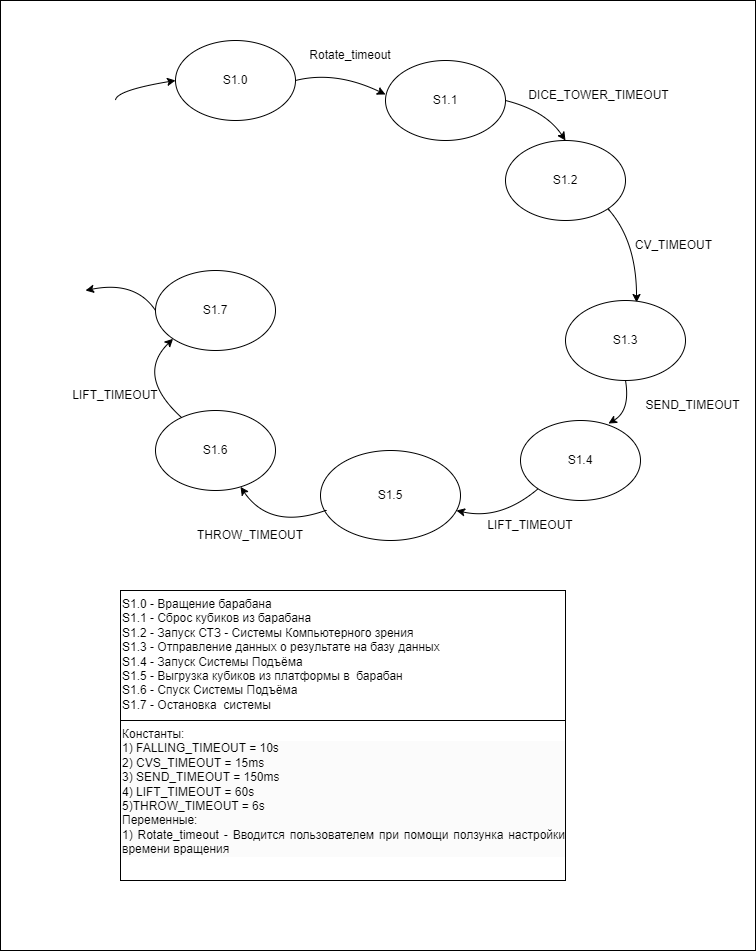 Rotate_timeout
S1.0
S1.1
DICE_TOWER_TIMEOUT
S1.2
CV_TIMEOUT
S1.7
S1.3
LIFT_TIMEOUT
SEND_TIMEOUT
S1.6
S1.4
S1.5
LIFT_TIMEOUT
THROW_TIMEOUT
S1.0 - Вращение барабана
S1.1 - Сброс кубиков из барабана
S1.2 - Запуск СТЗ - Системы Компьютерного зрения
S1.3 - Отправление данных о результате на базу данных
S1.4 - Запуск Системы Подъёма
S1.5 - Выгрузка кубиков из платформы в барабан
S1.6 - Спуск Системы Подъёма
S1.7 - Остановка системы
Константы:
1) FALLING_TIMEOUT = 10s
2) CVS_TIMEOUT = 15ms
3) SEND_TIMEOUT = 150ms
4) LIFT_TIMEOUT = 60s
5)THROW_TIMEOUT = 6s
Переменные:
1) Rotate_timeout - Вводится пользователем при помощи ползунка настройки
времени вращения